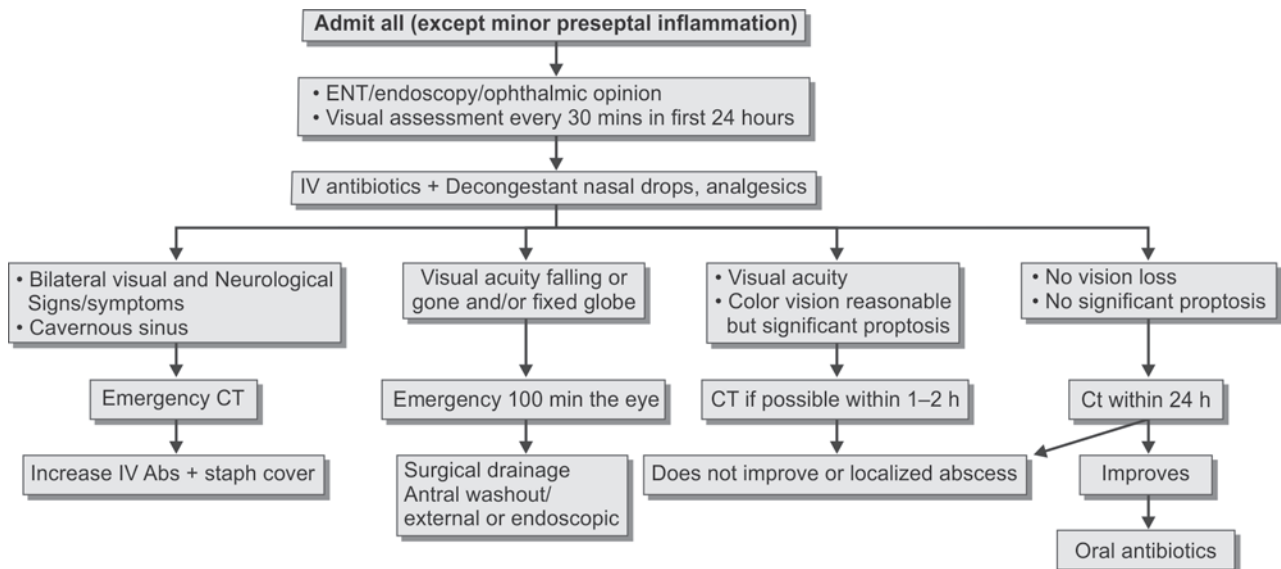 Admit all (except minor preseptal inflammation)
• ENT/endoscopy/ophthalmic opinion
• Visual assessment every 30 mins in first 24 hours
IV antibiotics + Decongestant nasal drops, analgesics
• Bilateral visual and Neurological
Signs/symptoms
• Cavernous sinus
Emergency CT
Increase IV Abs + staph cover
Visual acuity falling or
gone and/or fixed globe
Emergency 100 min the eye
Surgical drainage
Antral washout/
external or endoscopic
• Visual acuity
• Color vision reasonable
but significant proptosis
CT if possible within 1–2 h
Does not improve or localized abscess
• No vision loss
• No significant proptosis
Ct within 24 h
Improves
Oral antibiotics